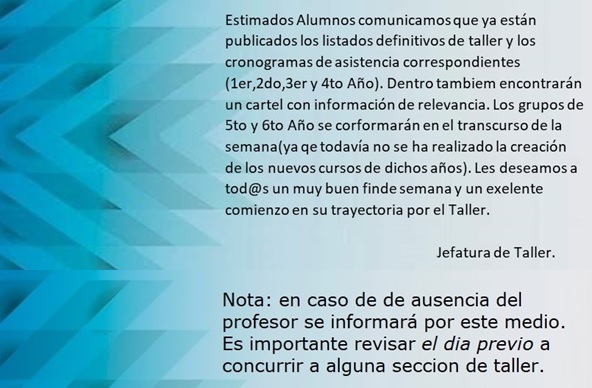 Estimados Alumnos comunicamos que ya están
publicados los listados definitivos de taller y los
cronogramas de asistencia correspondientes
(1er,2do,3er y 4to Año). Dentro tambiem encontrarán
un cartel con información de relevancia. Los grupos de
5to y 6to Año se corformarán en el transcurso de la
semana(ya qe todavía no se ha realizado la creación
de los nuevos cursos de dichos años). Les deseamos a
tod@s un muy buen finde semana y un exelente
comienzo en su trayectoria por el Taller.
Jefatura de Taller.
Nota: en caso de de ausencia del
profesor se informará por este medio.
Es importante revisar el dia previo a
concurrir a alguna seccion de taller.